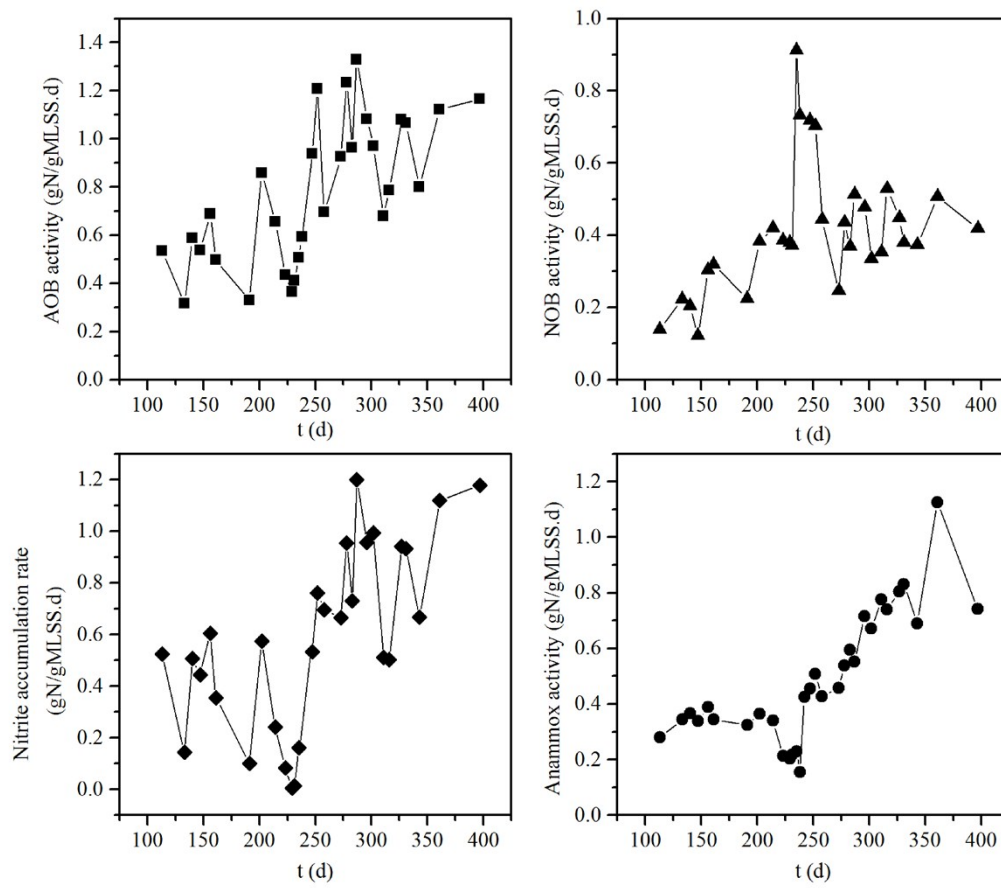 AOB activity (gN/gMLSS.d)
1.4
1.2
1.0
0.8
0.6
0.4
0.2
0.0
100 150 200 250 300 350 400
t (d)
NOB activity (gN/gMLSS.d)
1.0
0.8
0.6
0.4
0.2
0.0
100 150 200 250 300 350 400
t (d)
Nitrite accumulation rate
(gN/gMLSS.d)
1.2
1.0
0.8
0.6
0.4
0.2
0.0
100 150 200 250 300 350 400
t (d)
Anammox activity (gN/gMLSS.d)
1.2
1.0
0.8
0.6
0.4
0.2
0.0
100 150 200 250 300 350 400
t (d)